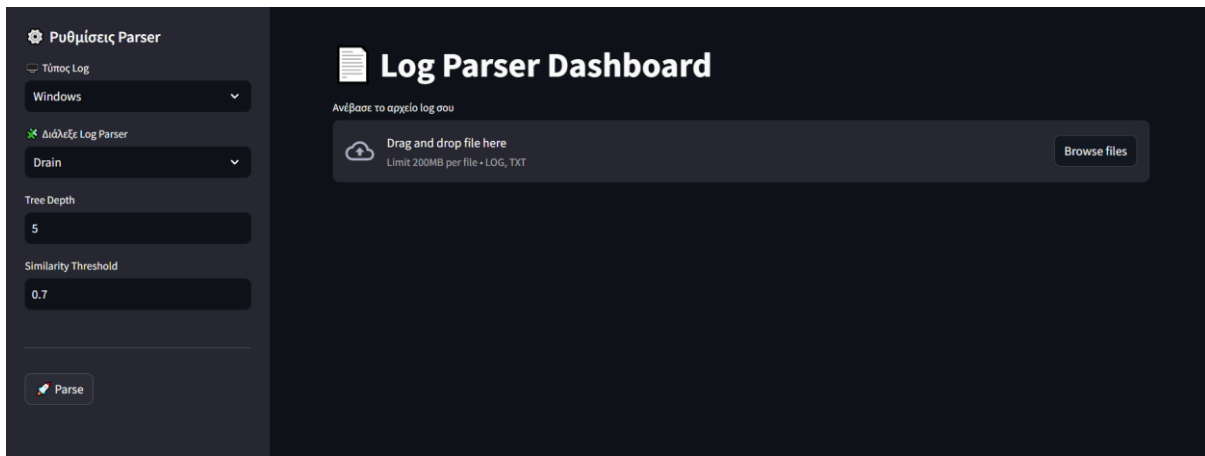 Ρυθμίσεις Parser
Τύπος Log
Windows
Διάλεξε Log Parser
Drain
Tree Depth
5
Similarity Threshold
0.7
Parse
Log Parser Dashboard
Ανέβασε το αρχείο log σου
Drag and drop file here
Limit 200MB per file • LOG, TXT
Browse files